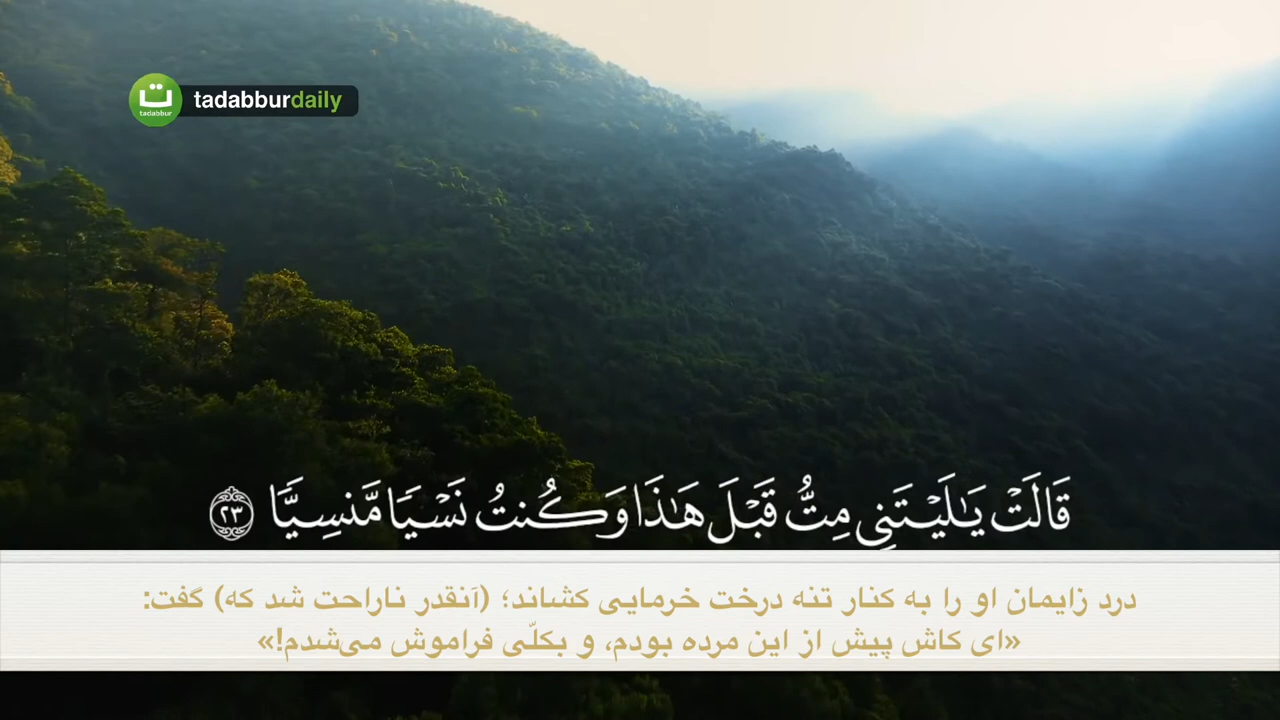 ت
tadabbur
tadabburdaily
قَالَتْ يَٰلَيْتَنِي مِتُّ قَبْلَ هَٰذَا وَكُنتُ نَسْيًا مَّنسِيًّا ٢٣
درد زایمان او را به کنار تنه درخت خرمایی کشاند؛ (آنقدر ناراحت شد که) گفت:
«ای کاش پیش از این مرده بودم، و بکلّی فراموش می‌شدم!»